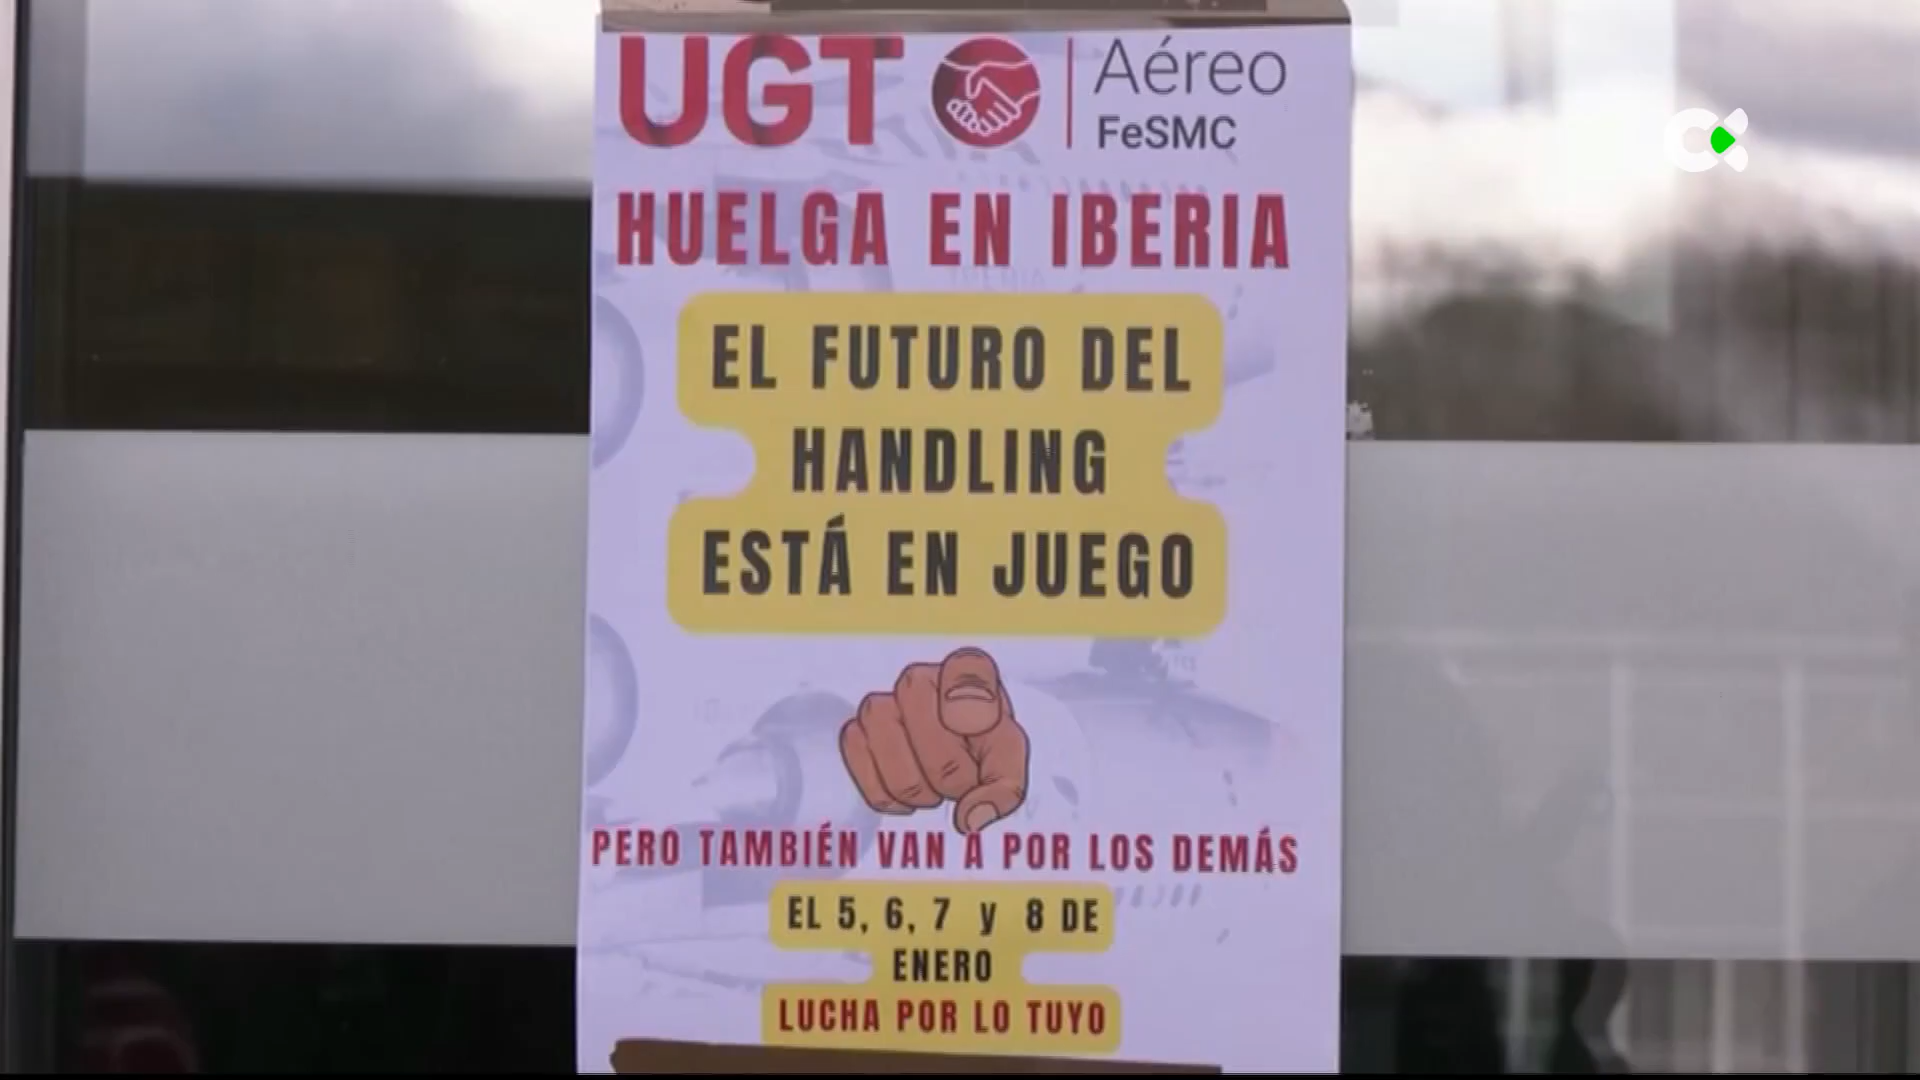 UGT Aéreo
FeSMC
HUELGA EN IBERIA
EL FUTURO DEL
HANDLING
ESTÁ EN JUEGO
PERO TAMBIÉN VAN A POR LOS DEMÁS
EL 5, 6, 7 y 8 DE
ENERO
LUCHA POR LO TUYO